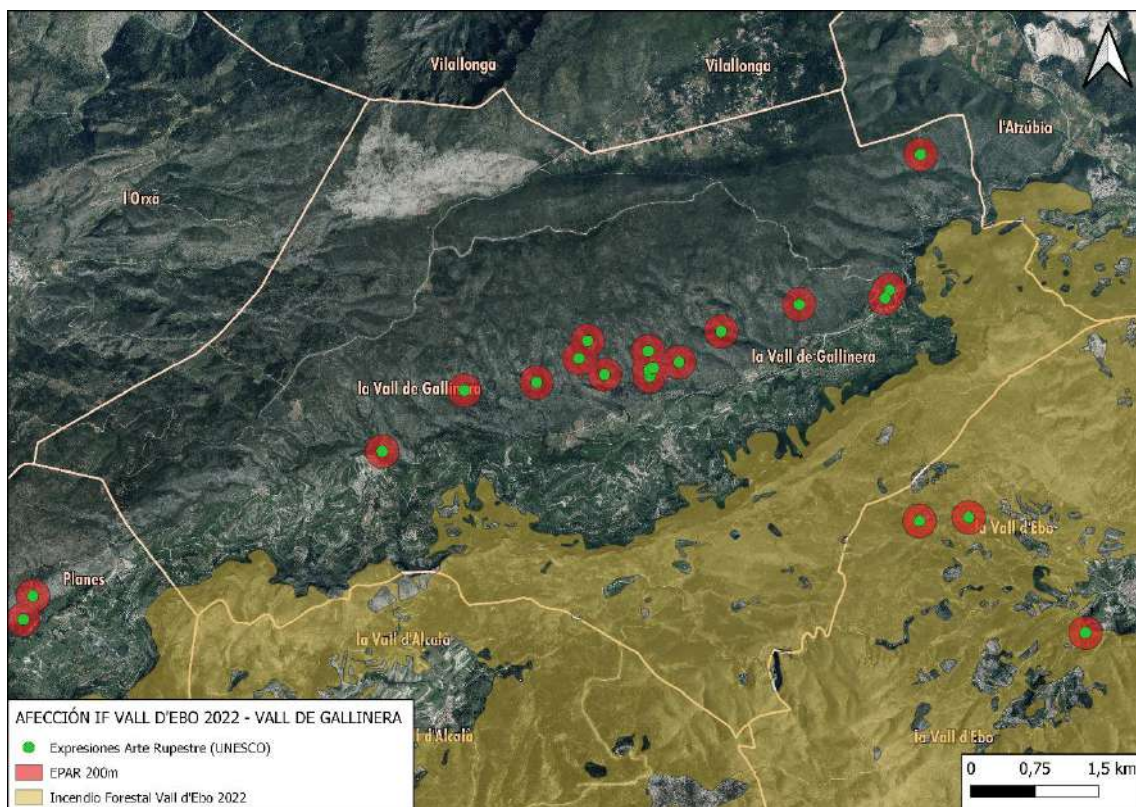 Vilallonga
Vilallonga
l'Atzúbia
l'Orxa
la Vall de Gallinera
la Vall de Gallinera
la Vall d'Ebo
Planes
la Vall d'Alcalà
AFECCIÓN IF VALL D'EBO 2022 - VALL DE GALLINERA
Expresiones Arte Rupestre (UNESCO)
EPAR 200m
Incendio Forestal Vall d'Ebo 2022
l d'Alcalà
la Vall d'Ebo
0 0,75 1,5 km